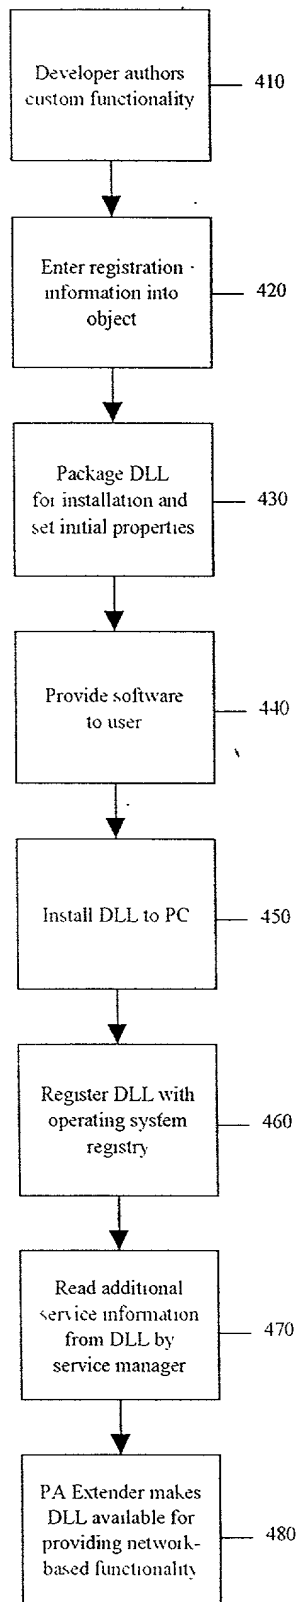 Developer authors
custom functionality
410
Enter registration
information into
object
420
Package DLL
for installation and
set initial properties
430
Provide software
to user
440
Install DLL to PC
450
Register DLL with
operating system
registry
460
Read additional
service information
from DLL by
service manager
470
PA Extender makes
DLL available for
providing network-
based functionality
480